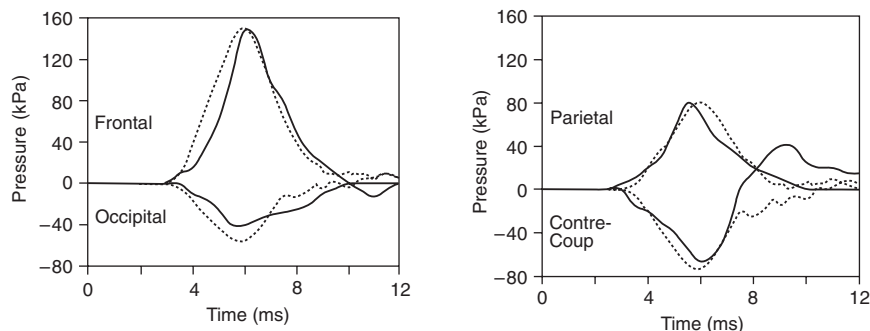 160
120
80
40
0
−40
−80
Pressure (kPa)
Frontal
Occipital
0
4
8
12
Time (ms)
160
120
80
40
0
−40
−80
Pressure (kPa)
Parietal
Contre-
Coup
0
4
8
12
Time (ms)